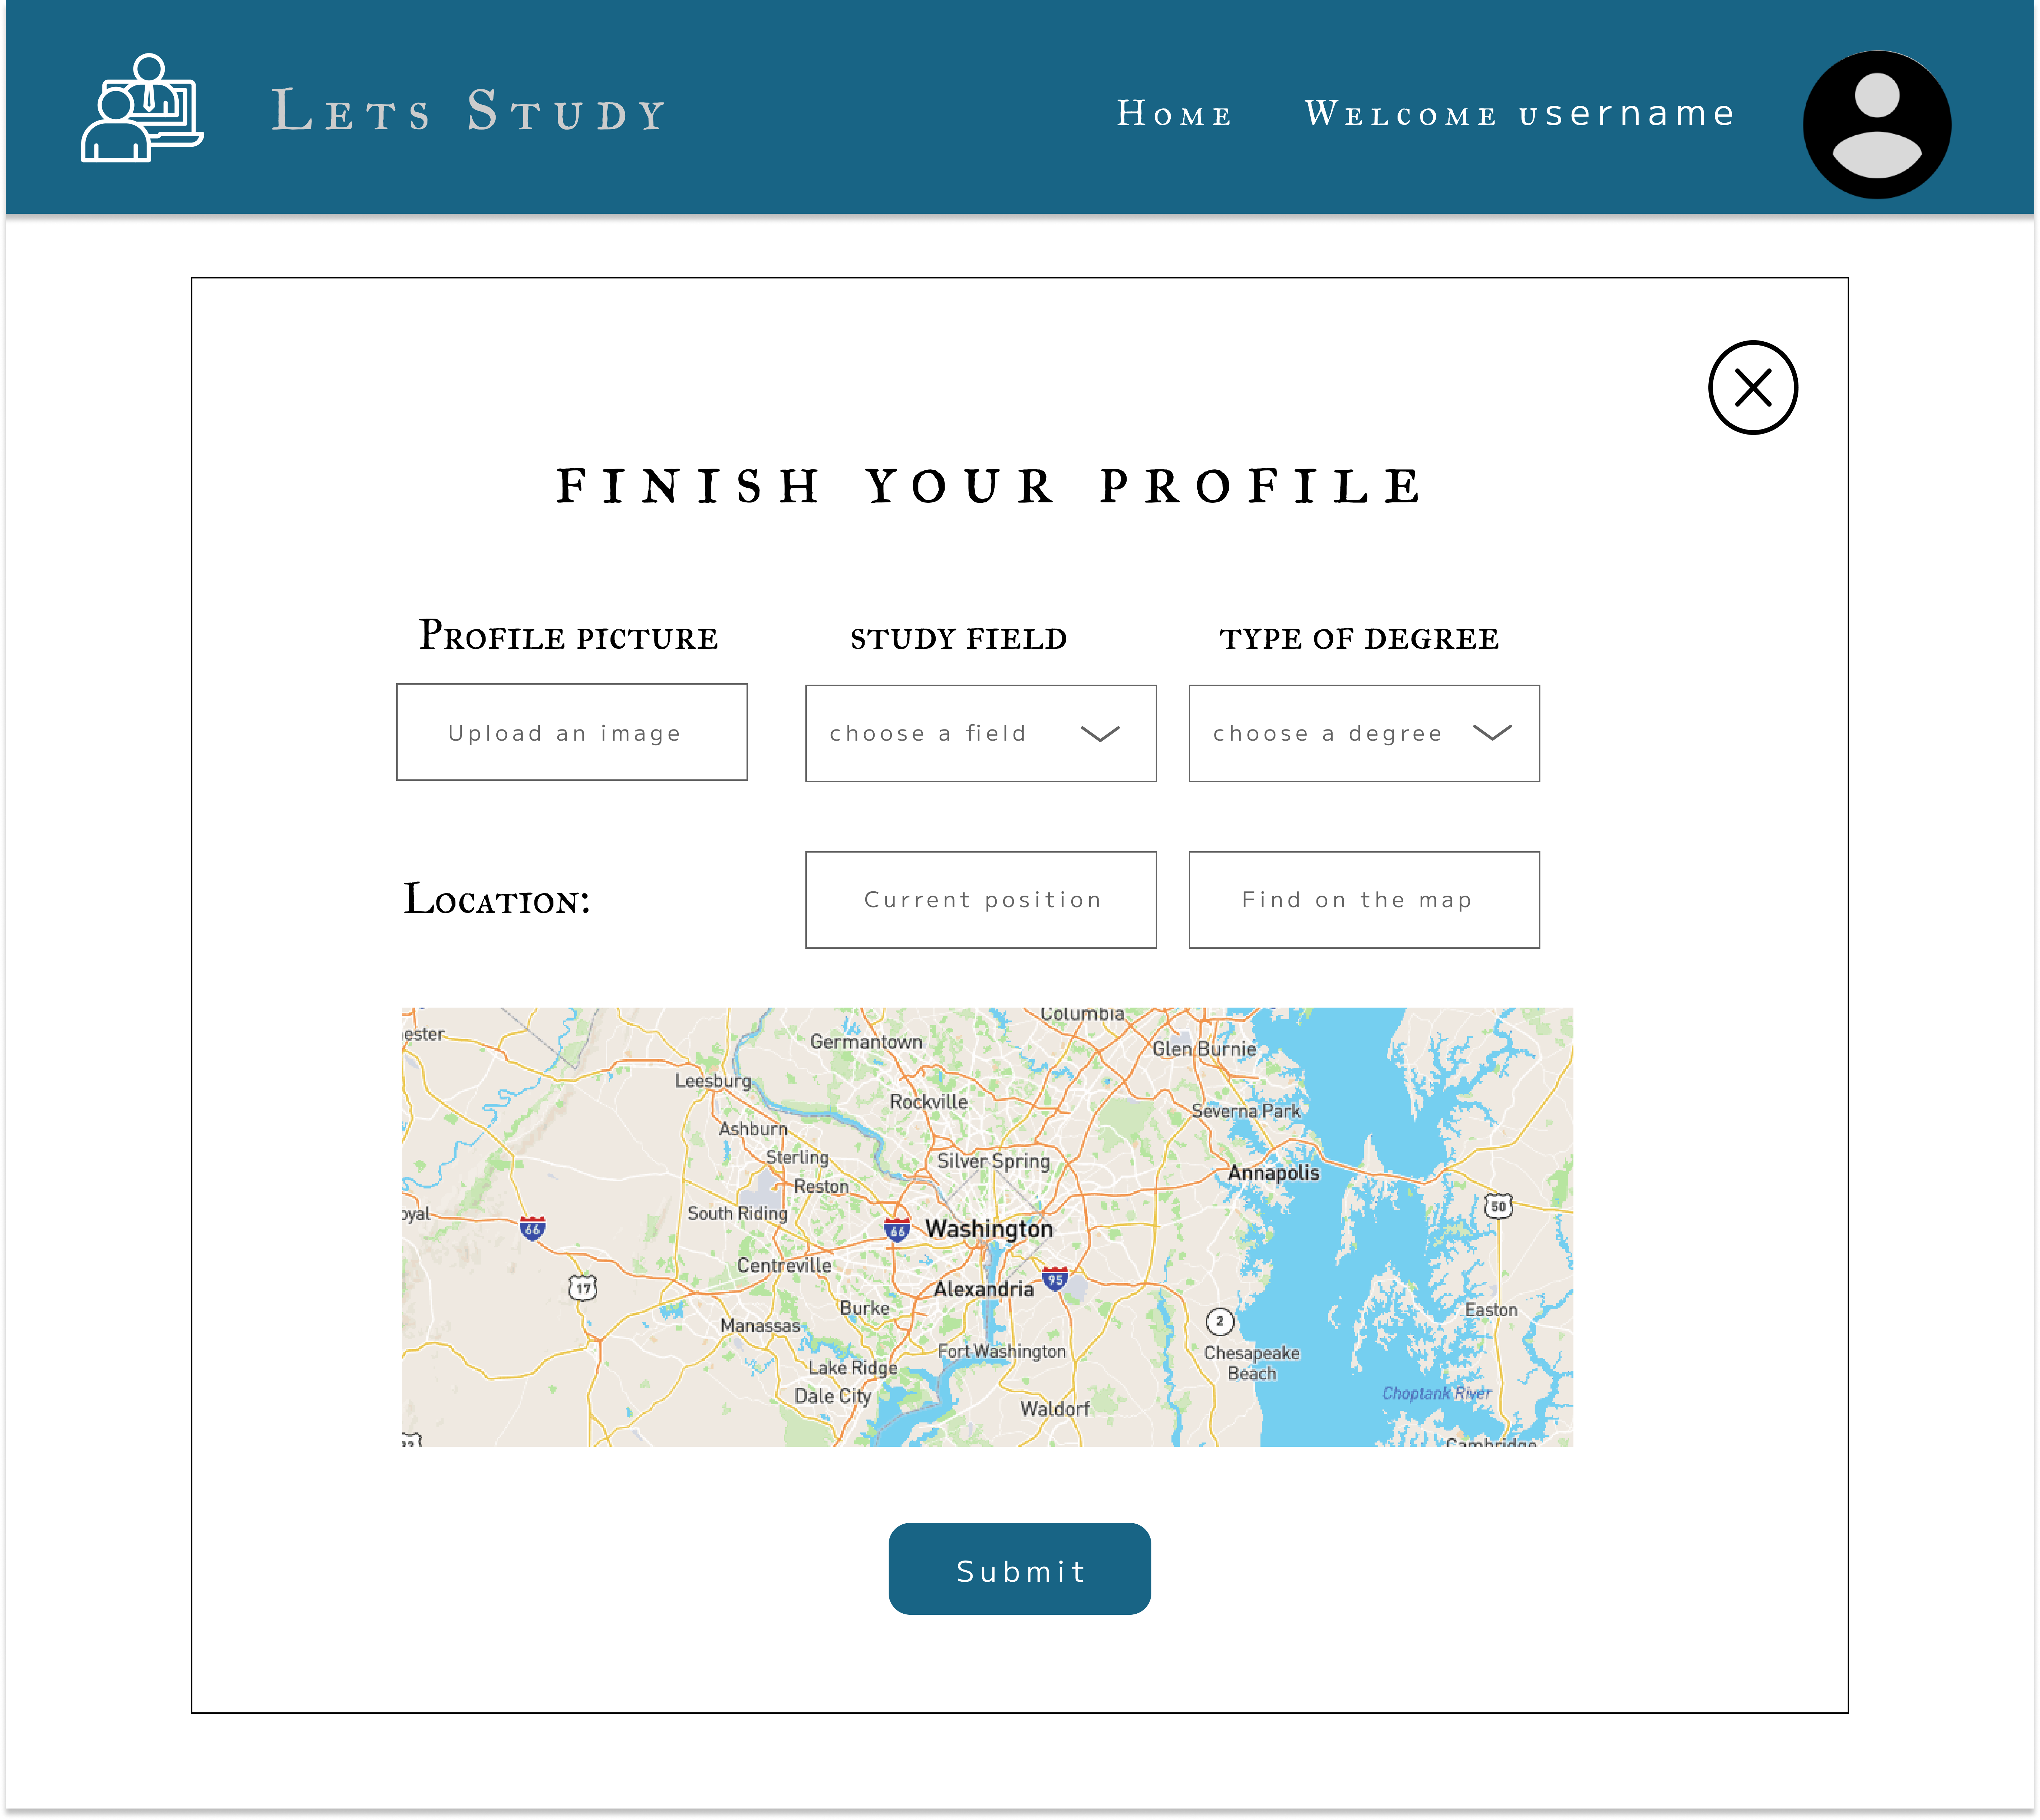 Lets Study
Home
Welcome username
FINISH YOUR PROFILE
Profile picture
study field
type of degree
Upload an image
choose a field
choose a degree
Location:
Current position
Find on the map
Columbia
ester
Germantown
Glen Burnie
Leesburg
Rockville
Severna Park
Ashburn
Sterling
Silver Spring
Annapolis
Reston
oyal
South Riding
50
66
66
Washington
Centreville
95
17
Alexandria
Burke
Easton
2
Manassas
Fort Washington
Chesapeake
Beach
Lake Ridge
Dale City
Choptank River
Waldorf
Cambridge
Submit